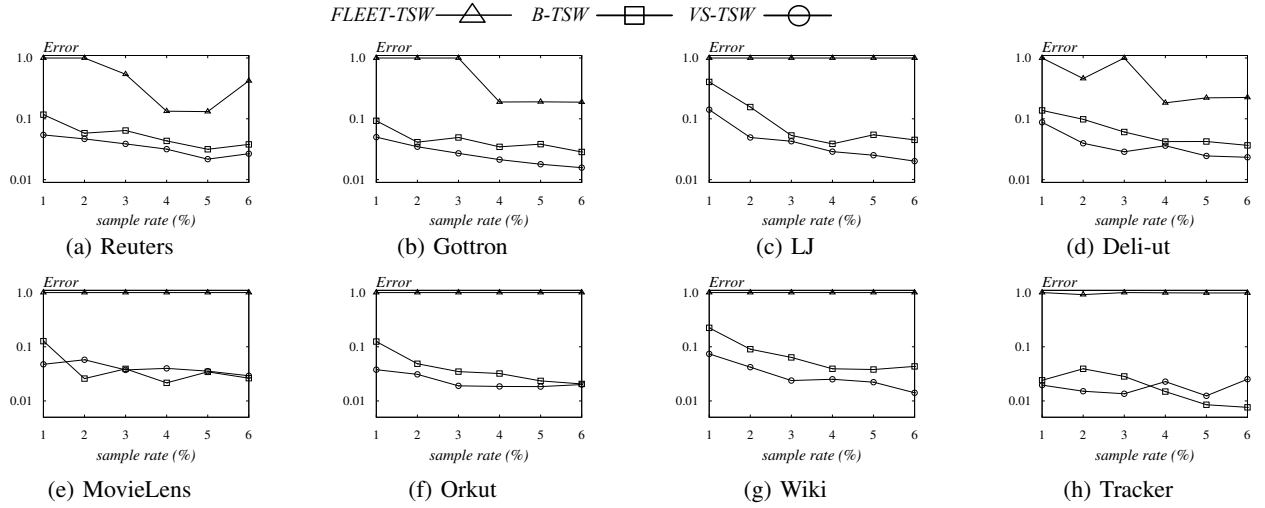 FLEET-TSW B-TSW VS-TSW
Error Error Error Error
1.0 1.0 1.0 1.0
0.1 0.1 0.1 0.1
0.01 0.01 0.01 0.01
1 2 3 4 5 6 1 2 3 4 5 6 1 2 3 4 5 6 1 2 3 4 5 6
sample rate (%) sample rate (%) sample rate (%) sample rate (%)
(a) Reuters (b) Gottron (c) LJ (d) Deli-ut
Error Error Error Error
1.0 1.0 1.0 1.0
0.1 0.1 0.1 0.1
0.01 0.01 0.01 0.01
1 2 3 4 5 6 1 2 3 4 5 6 1 2 3 4 5 6 1 2 3 4 5 6
sample rate (%) sample rate (%) sample rate (%) sample rate (%)
(e) MovieLens (f) Orkut (g) Wiki (h) Tracker